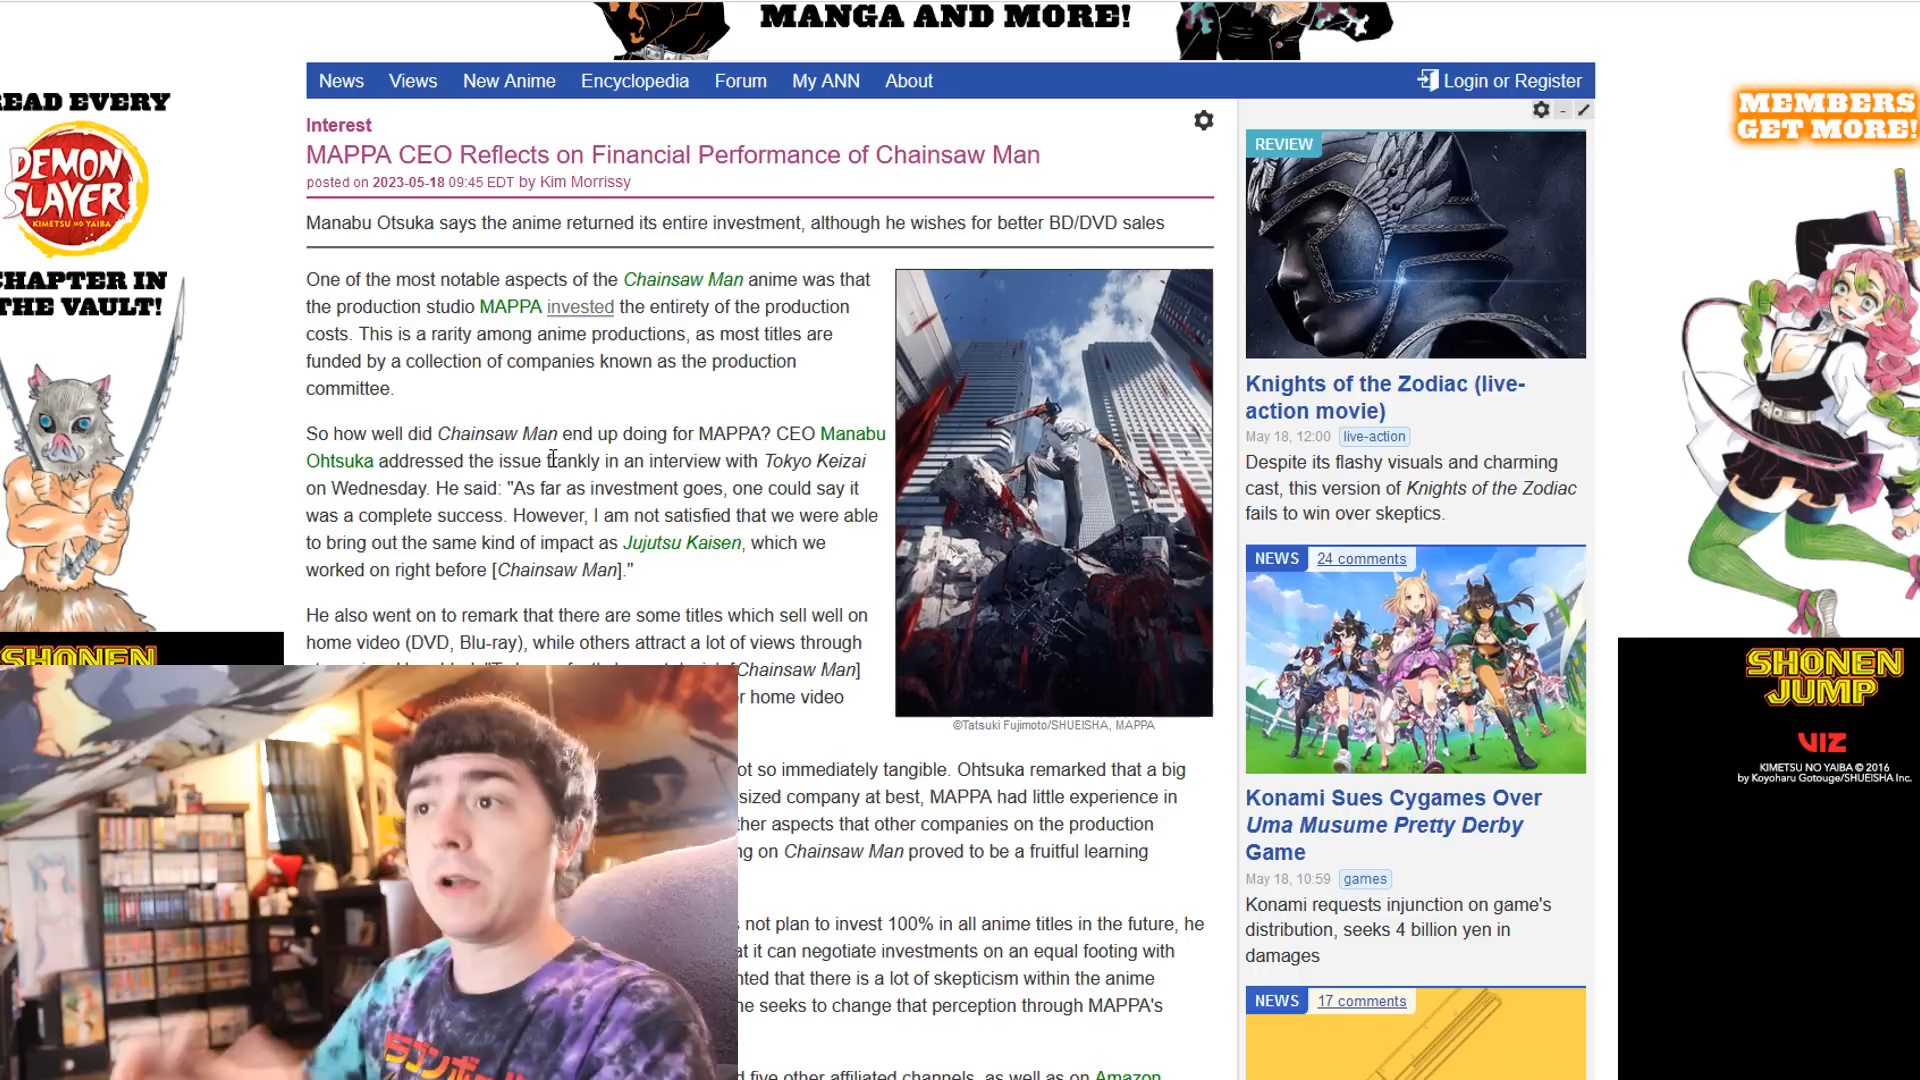 MANGA AND MORE!
News Views New Anime Encyclopedia Forum My ANN About Login or Register
READ EVERY
DEMON
SLAYER
KIMETSU NO YAIBA
CHAPTER IN
THE VAULT!
SHONEN
Interest
MAPPA CEO Reflects on Financial Performance of Chainsaw Man
posted on 2023-05-18 09:45 EDT by Kim Morrissy
Manabu Otsuka says the anime returned its entire investment, although he wishes for better BD/DVD sales
One of the most notable aspects of the Chainsaw Man anime was that
the production studio MAPPA invested the entirety of the production
costs. This is a rarity among anime productions, as most titles are
funded by a collection of companies known as the production
committee.
So how well did Chainsaw Man end up doing for MAPPA? CEO Manabu
Ohtsuka addressed the issue frankly in an interview with Tokyo Keizai
on Wednesday. He said: "As far as investment goes, one could say it
was a complete success. However, I am not satisfied that we were able
to bring out the same kind of impact as Jujutsu Kaisen, which we
worked on right before [Chainsaw Man]."
He also went on to remark that there are some titles which sell well on
home video (DVD, Blu-ray), while others attract a lot of views through
Chainsaw Man]
home video
©Tatsuki Fujimoto/SHUEISHA, MAPPA
so immediately tangible. Ohtsuka remarked that a big
sized company at best, MAPPA had little experience in
aspects that other companies on the production
on Chainsaw Man proved to be a fruitful learning
not plan to invest 100% in all anime titles in the future, he
it can negotiate investments on an equal footing with
that there is a lot of skepticism within the anime
he seeks to change that perception through MAPPA's
five other affiliated channels, as well as on Amazon
ドラゴンボール
REVIEW
Knights of the Zodiac (live-
action movie)
May 18, 12:00 live-action
Despite its flashy visuals and charming
cast, this version of Knights of the Zodiac
fails to win over skeptics.
NEWS 24 comments
Konami Sues Cygames Over
Uma Musume Pretty Derby
Game
May 18, 10:59 games
Konami requests injunction on game's
distribution, seeks 4 billion yen in
damages
NEWS 17 comments
MEMBERS
GET MORE!
SHONEN
JUMP
VIZ
KIMETSU NO YAIBA © 2016
by Koyoharu Gotouge/SHUEISHA Inc.